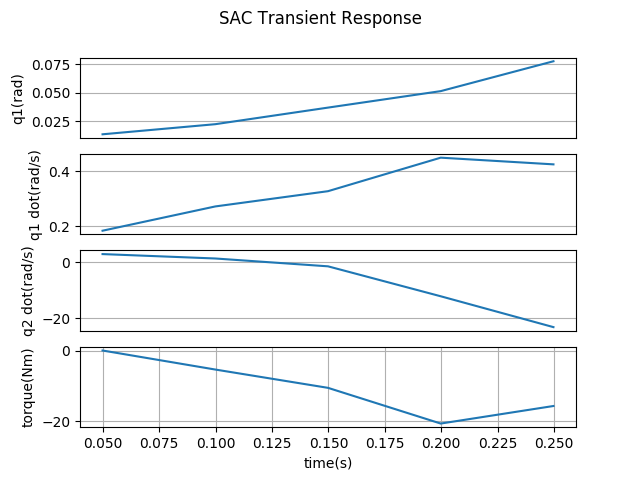 SAC Transient Response
q1(rad)
0.075
0.050
0.025
q1 dot(rad/s)
0.4
0.2
q2 dot(rad/s)
0
−20
torque(Nm)
0
−20
0.050 0.075 0.100 0.125 0.150 0.175 0.200 0.225 0.250
time(s)